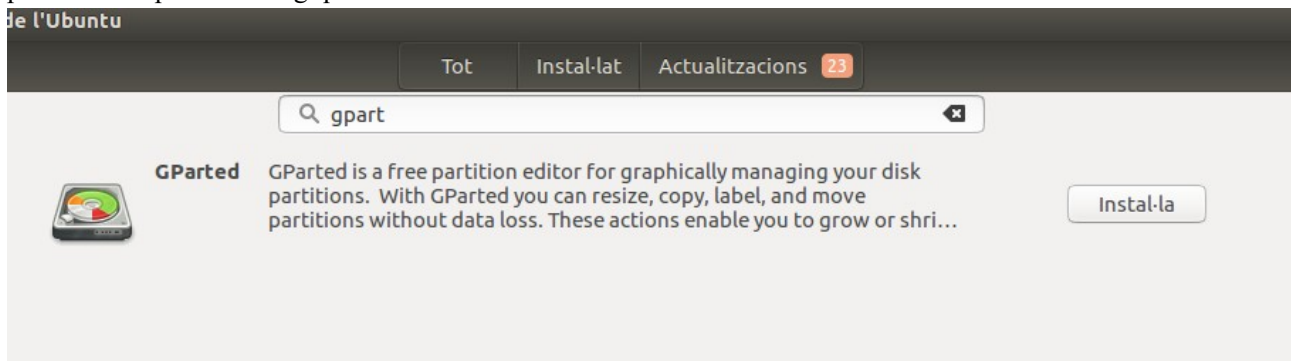 de l'Ubuntu
Tot Instal·lat Actualitzacions 23
gpart
GParted GParted is a free partition editor for graphically managing your disk
partitions. With GParted you can resize, copy, label, and move
partitions without data loss. These actions enable you to grow or shri…
Instal·la